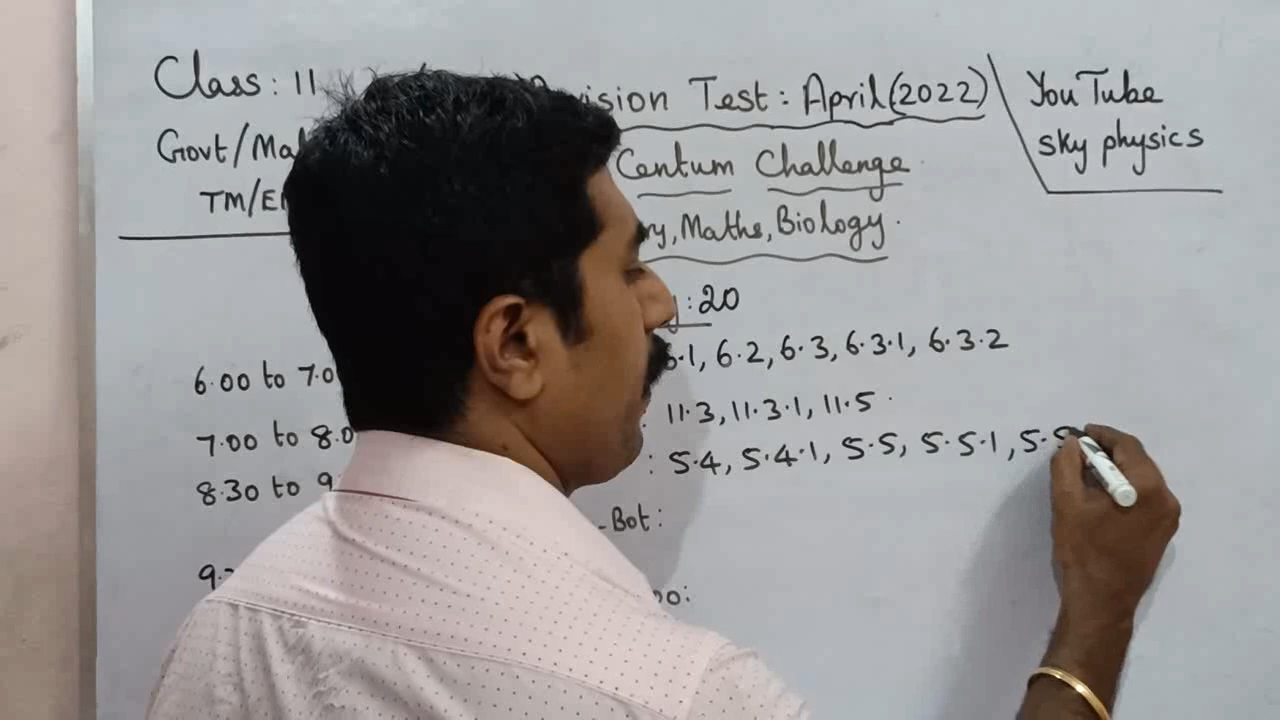 Class: 11 Revision Test: April (2022)
YouTube
sky physics
Govt/
TM/
Centum Challenge
Maths, Biology.
: 20
6.00 to 7.0 6.1, 6.2, 6.3, 6.3.1, 6.3.2
7.00 to 8.0 : 11.3, 11.3.1, 11.5
8.30 to 9 : 5.4, 5.4.1, 5.5, 5.5.1, 5.5
-Bot:
9.